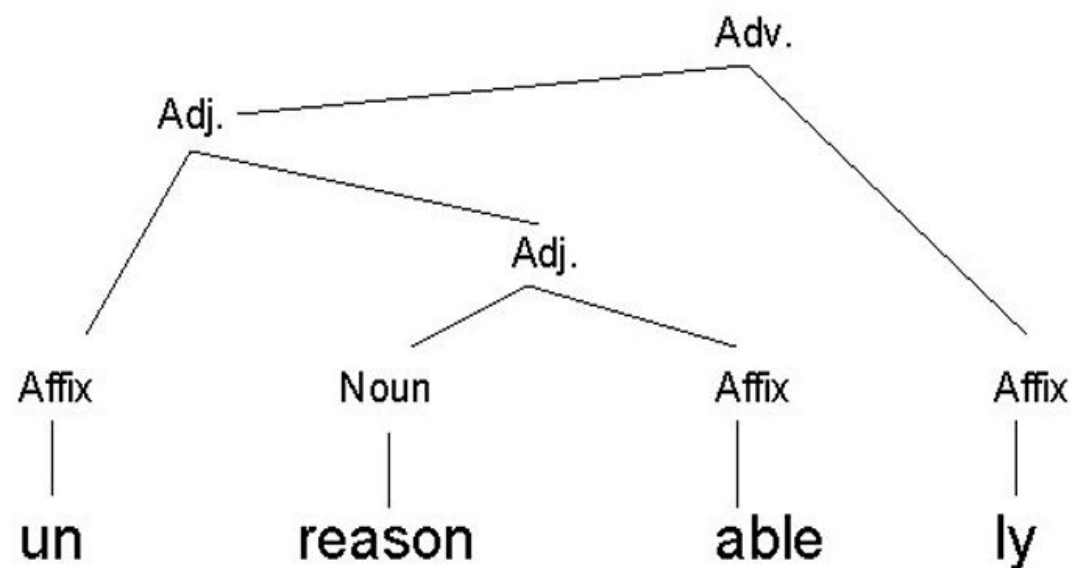 Adv.
Adj.
Adj.
Affix Noun Affix Affix
un reason able ly